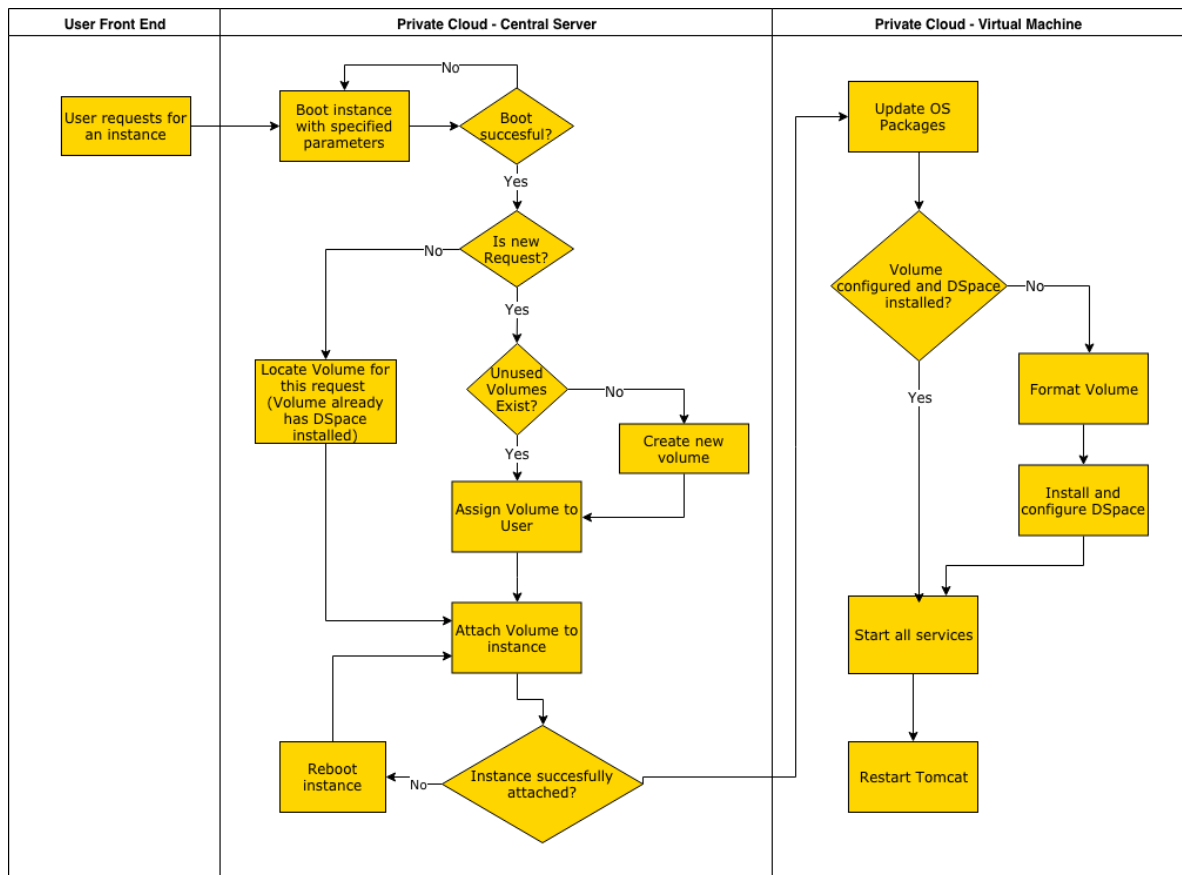 User Front End
Private Cloud - Central Server
Private Cloud - Virtual Machine
User requests for
an instance
Boot instance
with specified
parameters
No
Boot
succesful?
Yes
Is new
Request?
No
Yes
Locate Volume for
this request
(Volume already
has DSpace
installed)
Unused
Volumes
Exist?
No
Create new
volume
Yes
Assign Volume to
User
Attach Volume to
instance
Instance succesfully
attached?
No
Reboot
instance
Update OS
Packages
Volume
configured and DSpace
installed?
No
Format Volume
Install and
configure DSpace
Yes
Start all services
Restart Tomcat